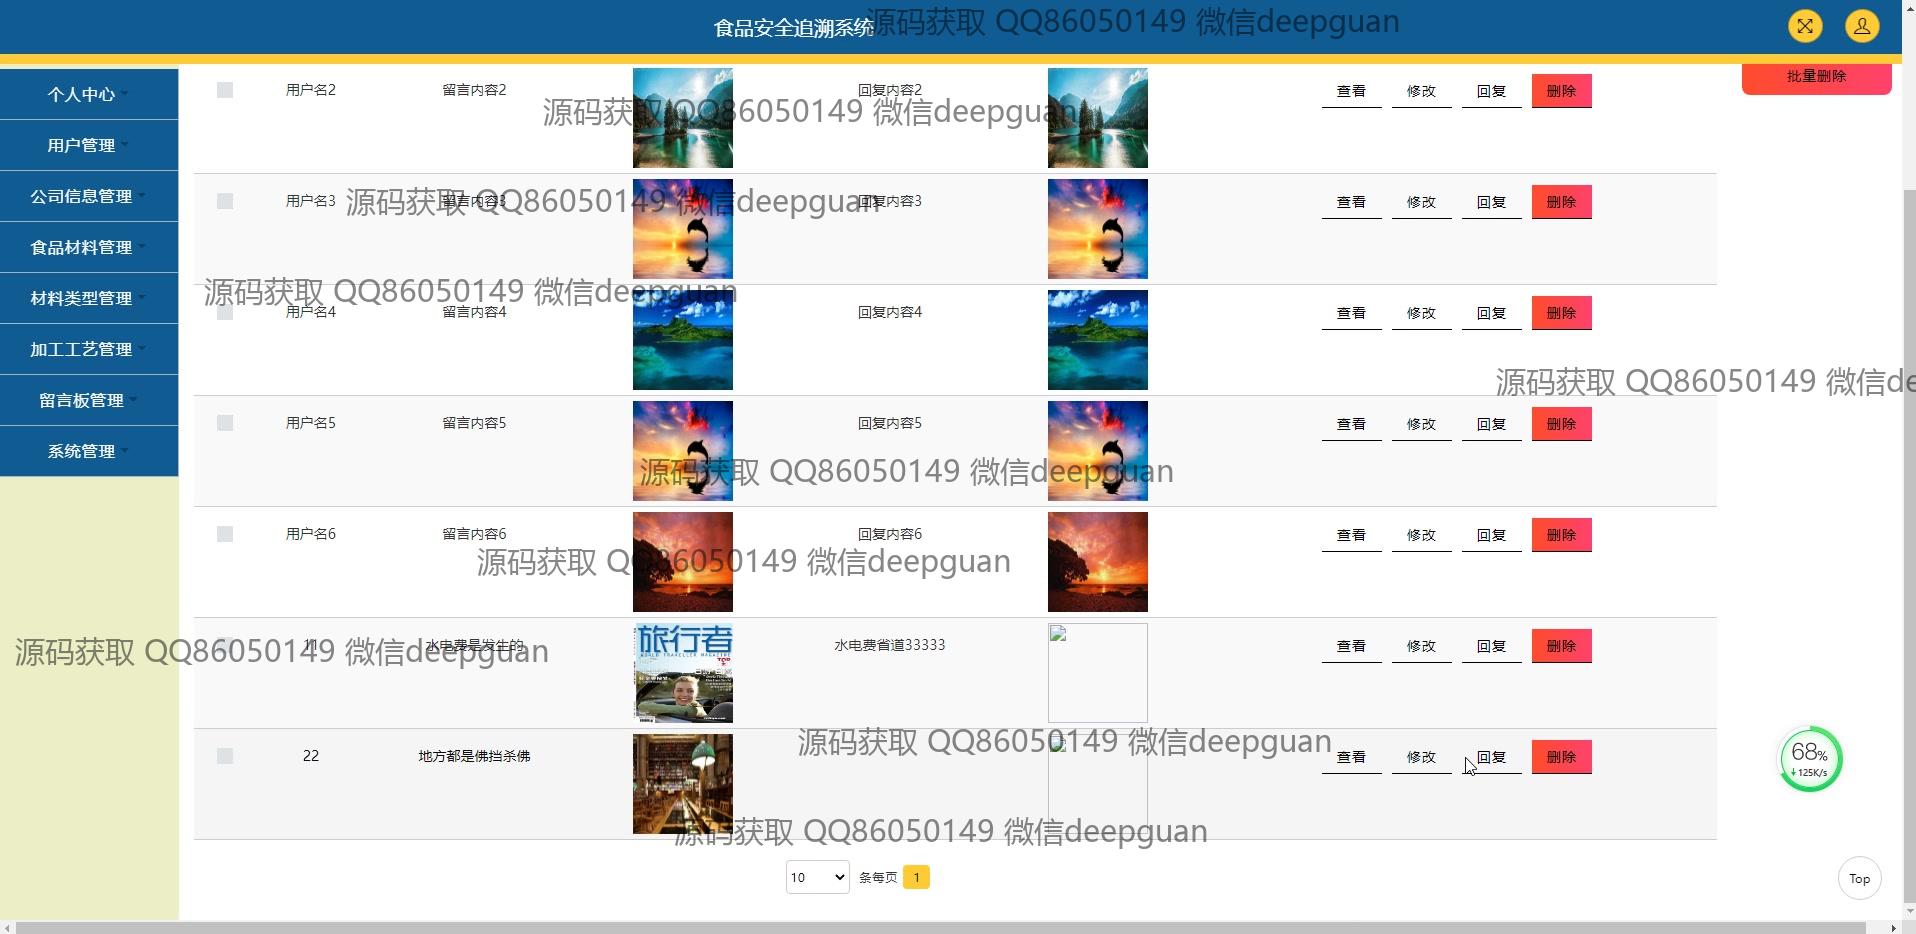 食品安全追溯系统
源码获取 QQ86050149 微信deepguan
批量删除
个人中心
用户管理
公司信息管理
食品材料管理
材料类型管理
加工工艺管理
留言板管理
系统管理
用户名2 留言内容2 回复内容2 查看 修改 回复 删除
源码获取 QQ86050149 微信deepguan
用户名3 留言内容3 回复内容3 查看 修改 回复 删除
源码获取 QQ86050149 微信deepguan
源码获取 QQ86050149 微信deepguan
用户名4 留言内容4 回复内容4 查看 修改 回复 删除
源码获取 QQ86050149 微信de
用户名5 留言内容5 回复内容5 查看 修改 回复 删除
源码获取 QQ86050149 微信deepguan
用户名6 留言内容6 回复内容6 查看 修改 回复 删除
源码获取 QQ86050149 微信deepguan
11 水电费是发生的 旅行者 水电费省道33333 查看 修改 回复 删除
WORLD TRAVELLER MAGAZINE
源码获取 QQ86050149 微信deepguan
源码获取 QQ86050149 微信deepguan
22 地方都是佛挡杀佛 查看 修改 回复 删除
68%
125K/s
源码获取 QQ86050149 微信deepguan
10 条每页 1
Top